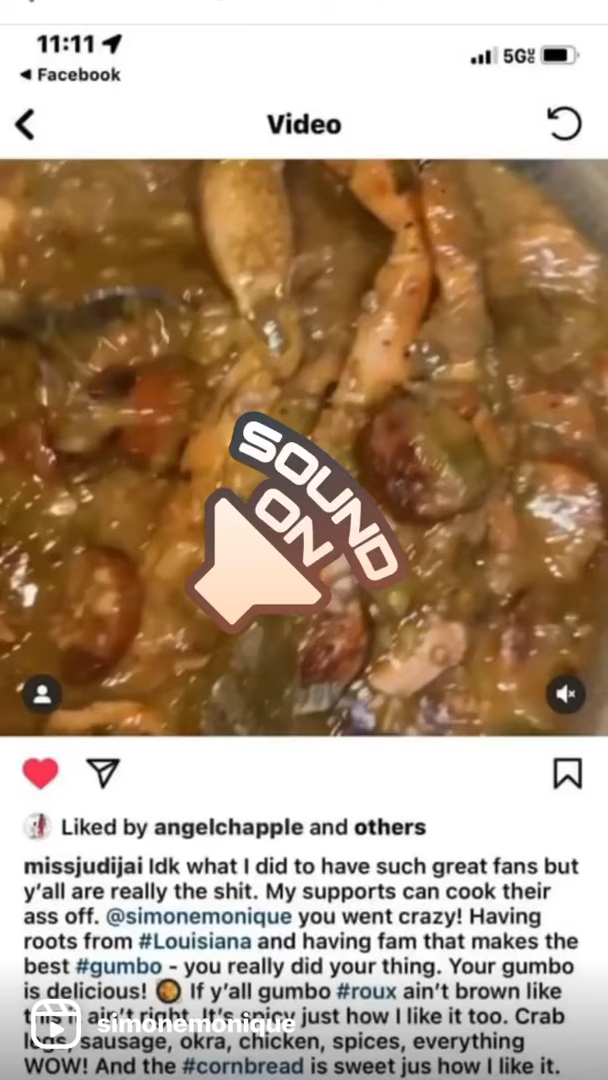 11:11
5G
◀ Facebook
Video
SOUND
ON
Liked by angelchapple and others
missjudijai Idk what I did to have such great fans but
y'all are really the shit. My supports can cook their
ass off. @simonemonique you went crazy! Having
roots from #Louisiana and having fam that makes the
best #gumbo - you really did your thing. Your gumbo
is delicious! 🥘 If y'all gumbo #roux ain't brown like
this it ain't right. It's spicy just how I like it too. Crab
simonemonique
legs, sausage, okra, chicken, spices, everything
WOW! And the #cornbread is sweet jus how I like it.